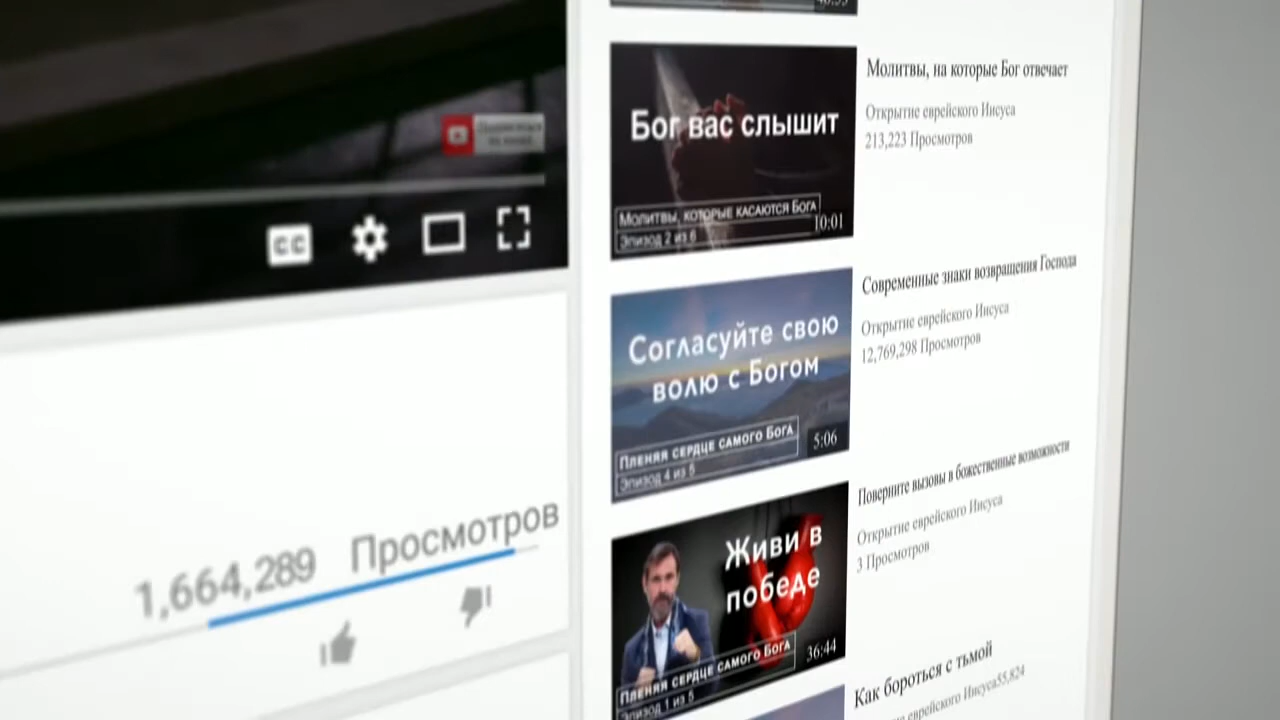 CC
1,664,289 Просмотров
Бог вас слышит
Молитвы, которые касаются Бога
Эпизод 2 из 6
10:01
Молитвы, на которые Бог отвечает
Открытие еврейского Иисуса
213,223 Просмотров
Согласуйте свою
волю с Богом
Пленяя сердце самого Бога
Эпизод 4 из 5
5:06
Современные знаки возвращения Господа
Открытие еврейского Иисуса
12,769,298 Просмотров
Живи в
победе
Пленяя сердце самого Бога
Эпизод 1 из 5
36:44
Поверните вызовы в божественные возможности
Открытие еврейского Иисуса
3 Просмотров
Как бороться с тьмой
еврейского Иисуса55,824